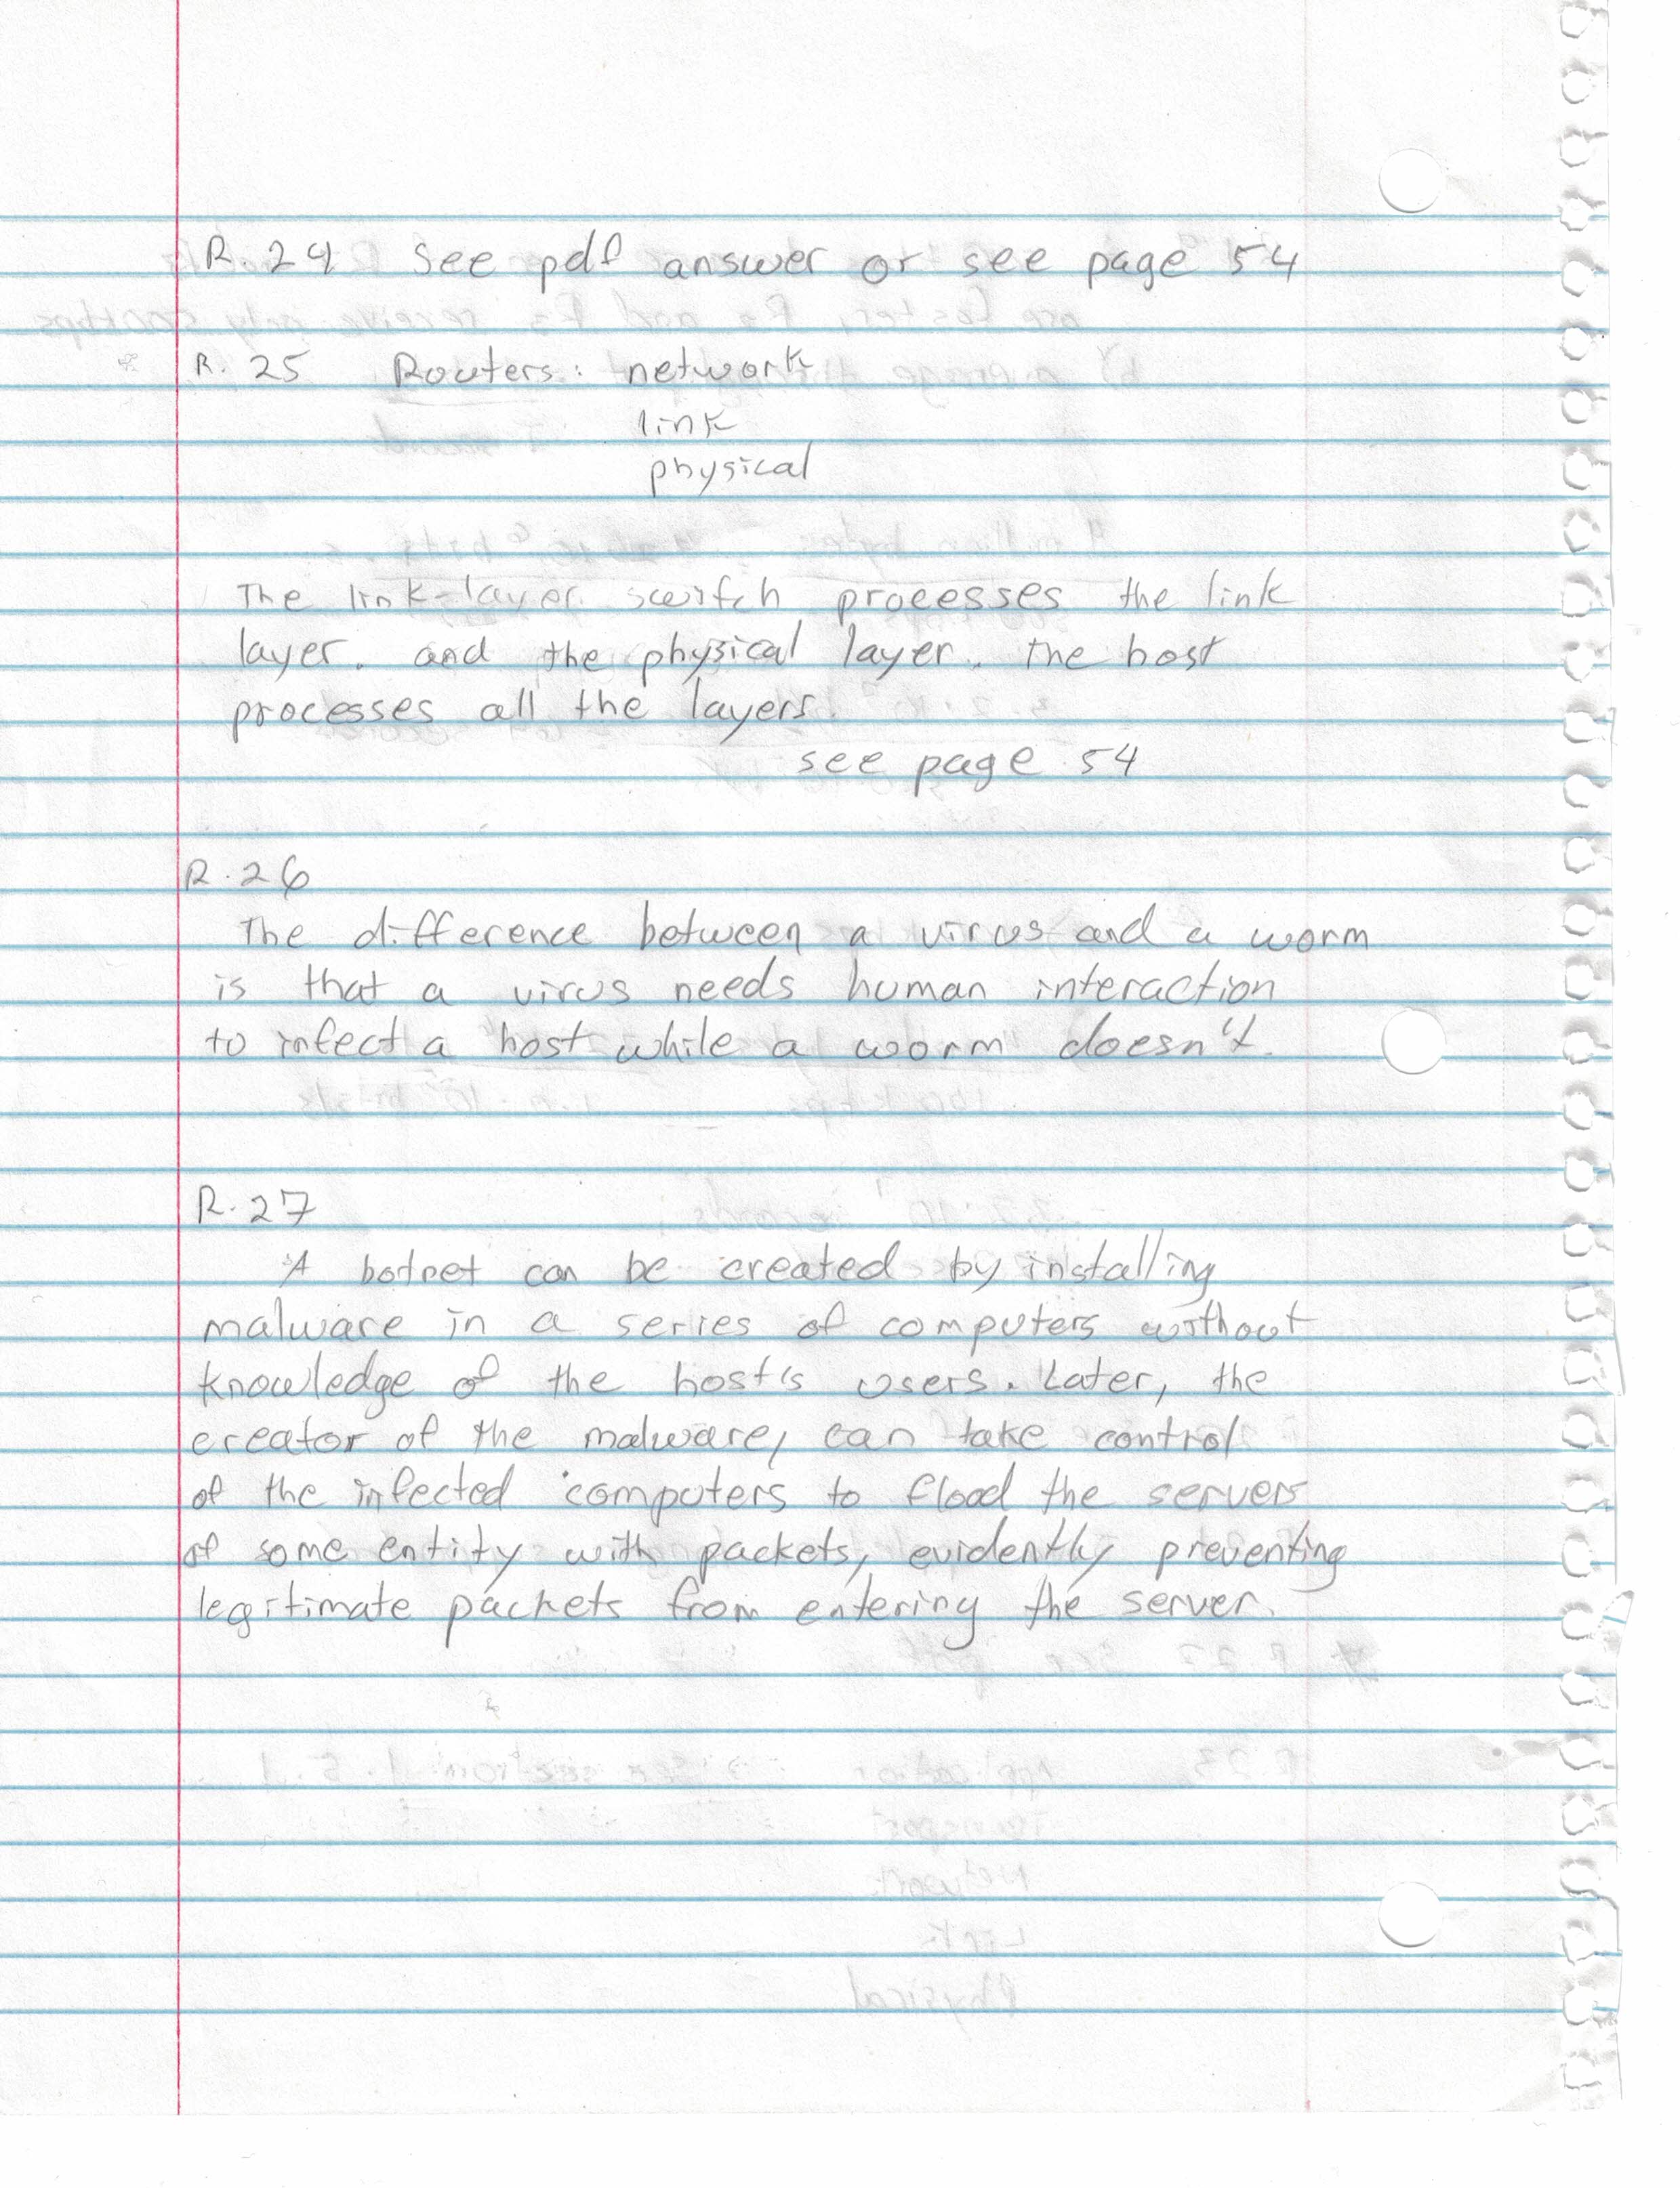 R. 24 See pdf answer or see page 54
R. 25 Routers: network
link
physical
The link-layer switch processes the link
layer. and the physical layer. The host
processes all the layers.
see page 54
R. 26
The difference between a virus and a worm
is that a virus needs human interaction
to infect a host while a worm doesn't.
R. 27
A botnet can be created by installing
malware in a series of computers without
knowledge of the host's users. Later, the
creator of the malware, can take control
of the infected computers to flood the servers
of some entity with packets, evidently preventing
legitimate packets from entering the server.